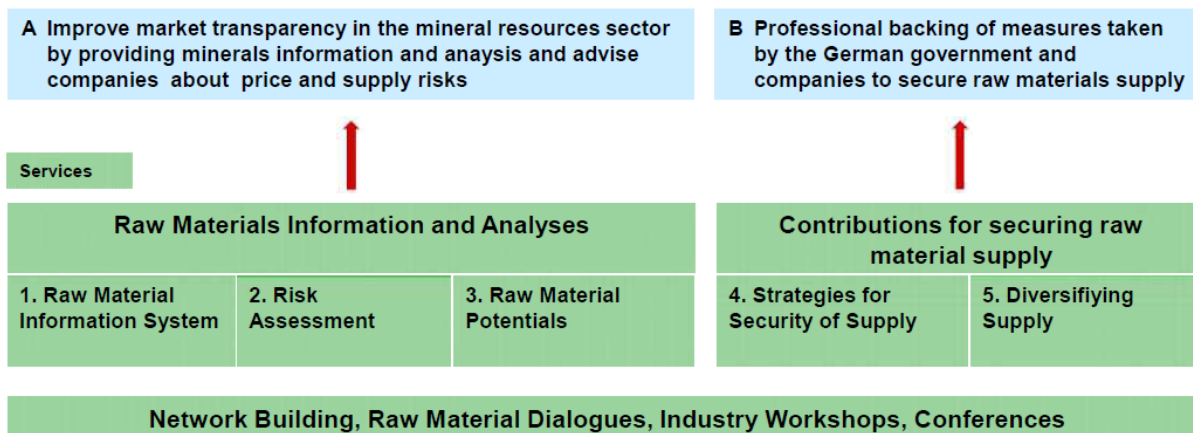 A Improve market transparency in the mineral resources sector
by providing minerals information and anaysis and advise
companies about price and supply risks
B Professional backing of measures taken
by the German government and
companies to secure raw materials supply
Services
Raw Materials Information and Analyses
Contributions for securing raw
material supply
1. Raw Material
Information System
2. Risk
Assessment
3. Raw Material
Potentials
4. Strategies for
Security of Supply
5. Diversifiying
Supply
Network Building, Raw Material Dialogues, Industry Workshops, Conferences